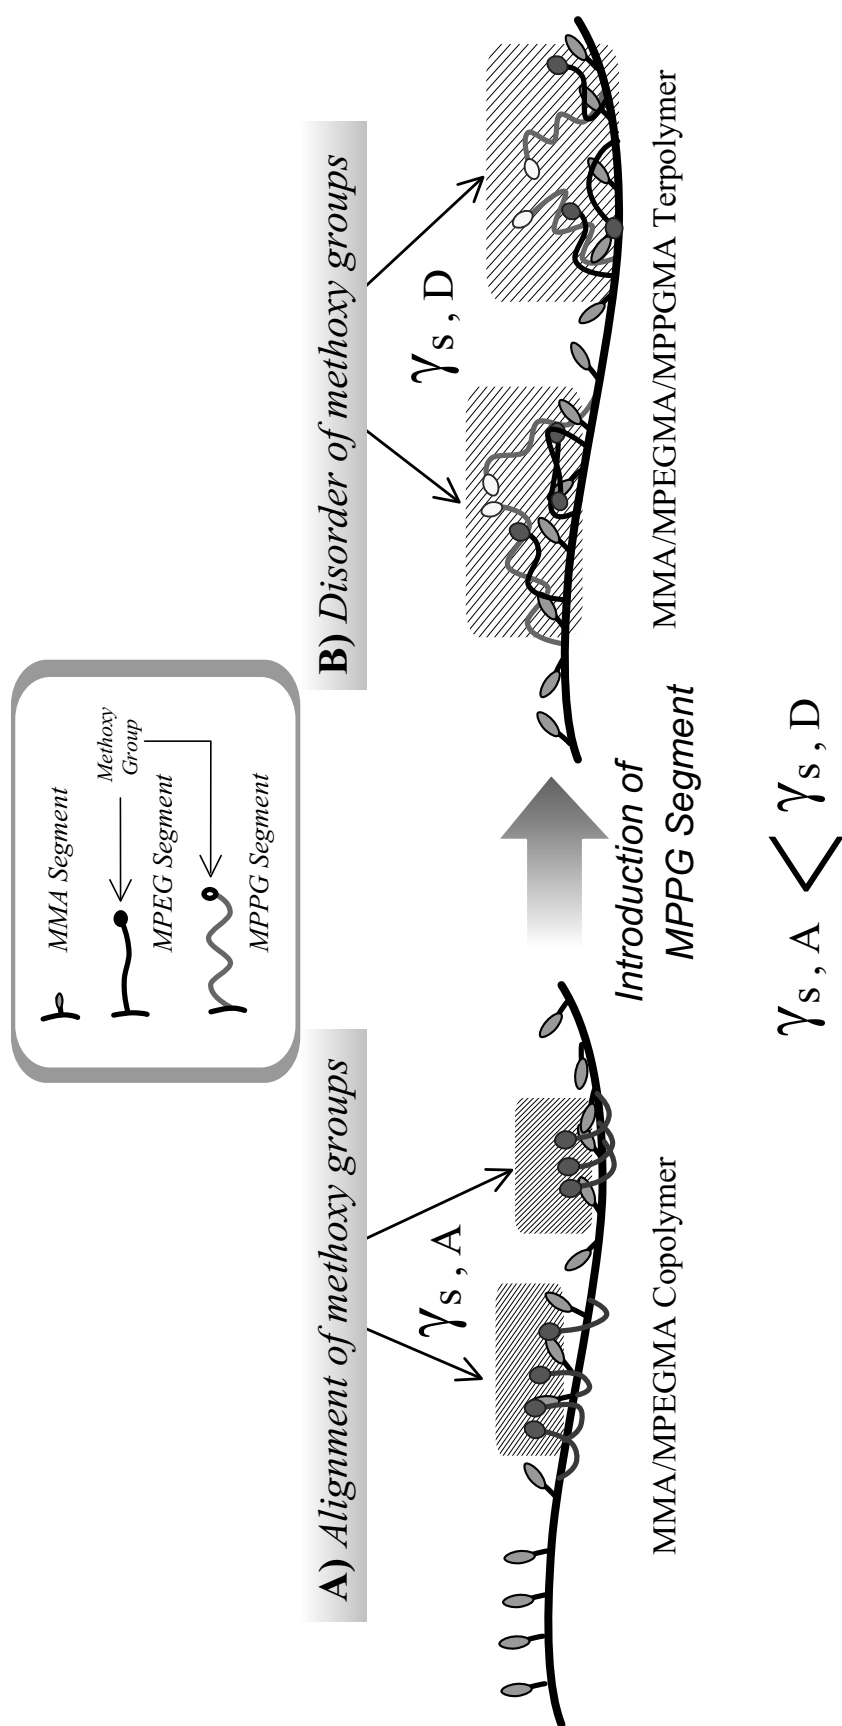 MMA Segment
MPEG Segment
MPPG Segment
Methoxy
Group
A) Alignment of methoxy groups
γs, A
MMA/MPEGMA Copolymer
Introduction of
MPPG Segment
B) Disorder of methoxy groups
γs, D
MMA/MPEGMA/MPPGMA Terpolymer
γs, A < γs, D